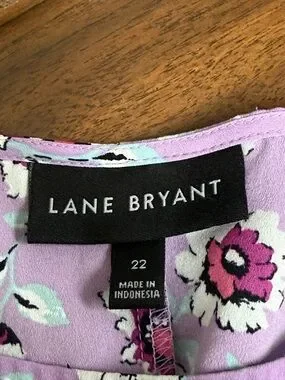 LANE BRYANT
22
MADE IN
INDONESIA